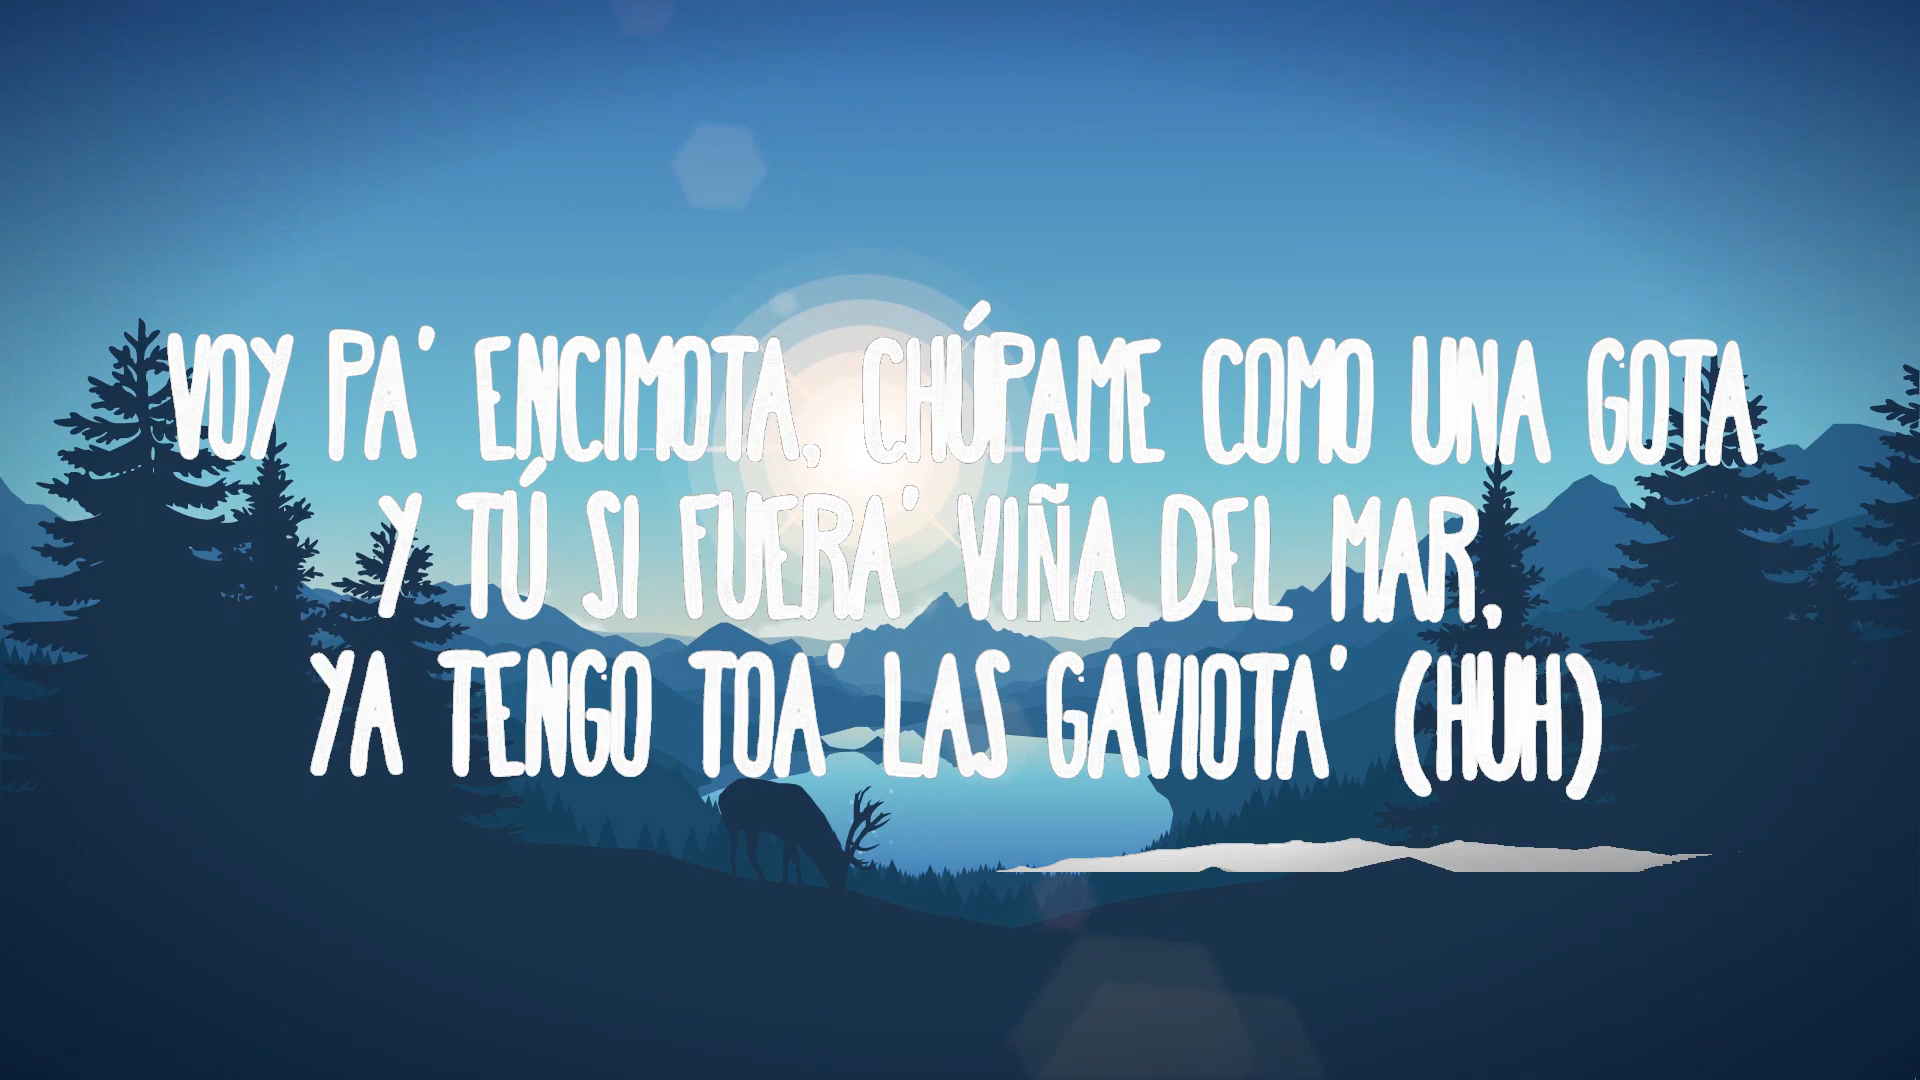 VOY PA' ENCIMOTA, CHÚPAME COMO UNA GOTA
Y TÚ SI FUERA' VIÑA DEL MAR,
YA TENGO TOA' LAS GAVIOTA' (HUH)